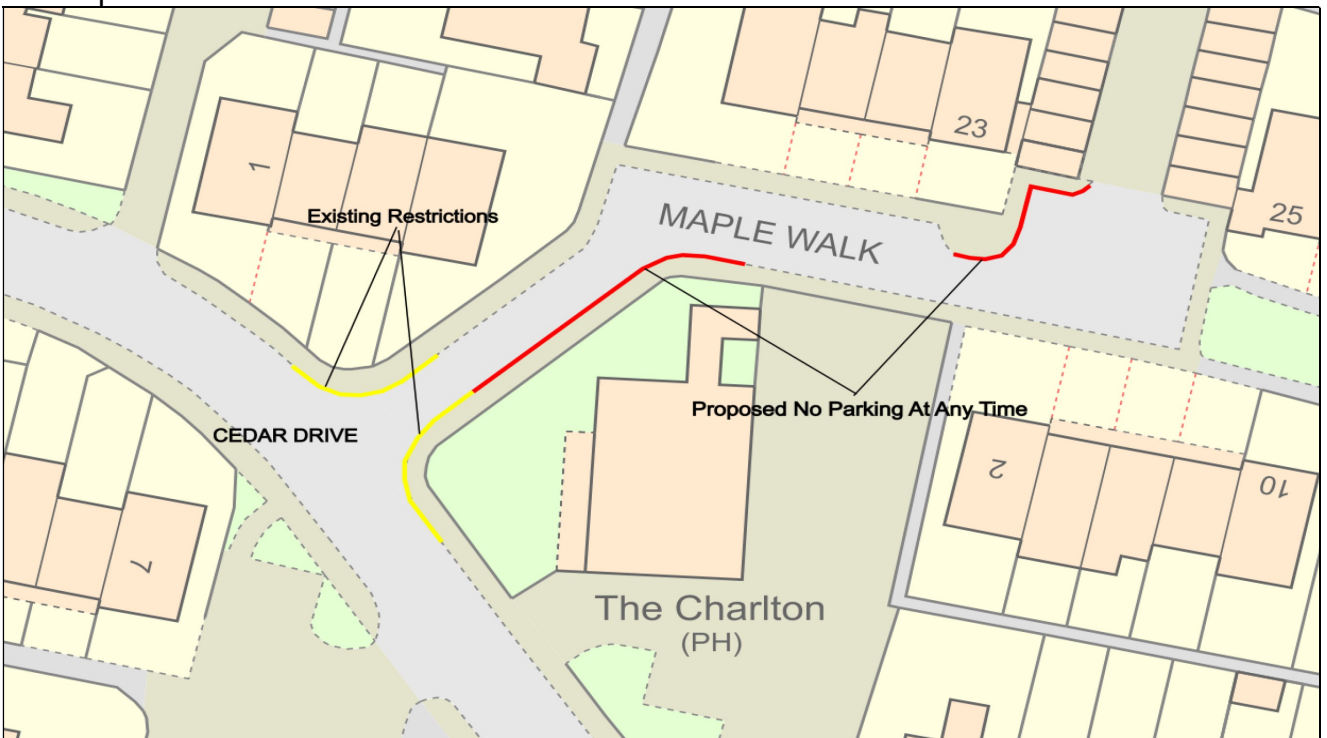 23
1
25
Existing Restrictions
MAPLE WALK
Proposed No Parking At Any Time
CEDAR DRIVE
2
10
7
The Charlton
(PH)